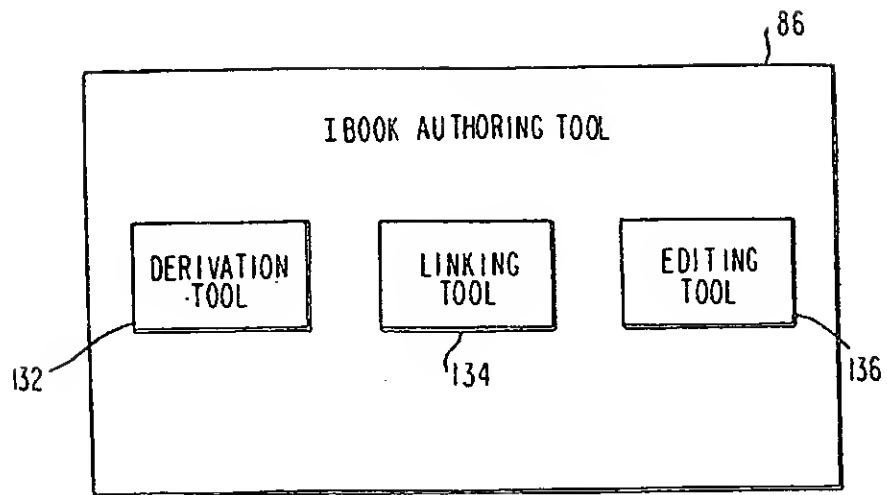 86
IBOOK AUTHORING TOOL
DERIVATION
TOOL
LINKING
TOOL
EDITING
TOOL
132
134
136